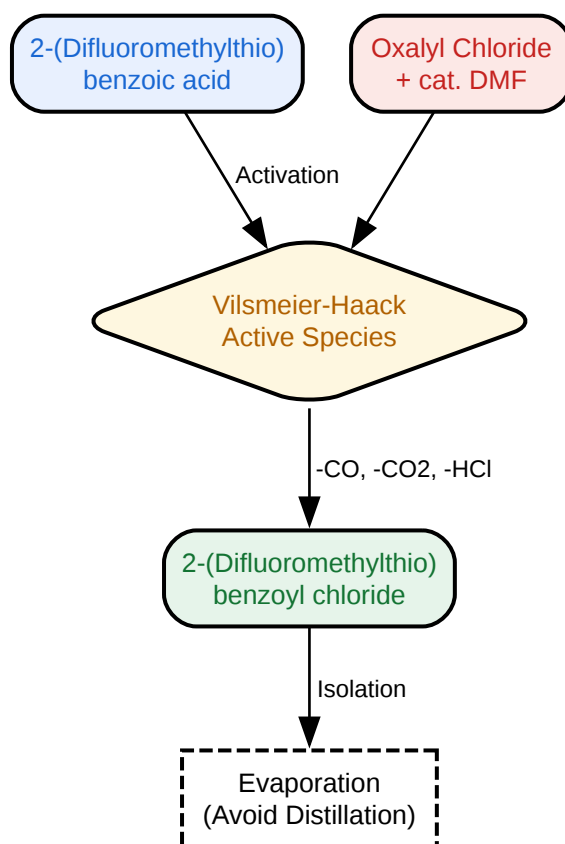 2-(Difluoromethylthio)
benzoic acid
Oxalyl Chloride
+ cat. DMF
Activation
Vilsmeier-Haack
Active Species
-CO, -CO2, -HCl
2-(Difluoromethylthio)
benzoyl chloride
Isolation
Evaporation
(Avoid Distillation)